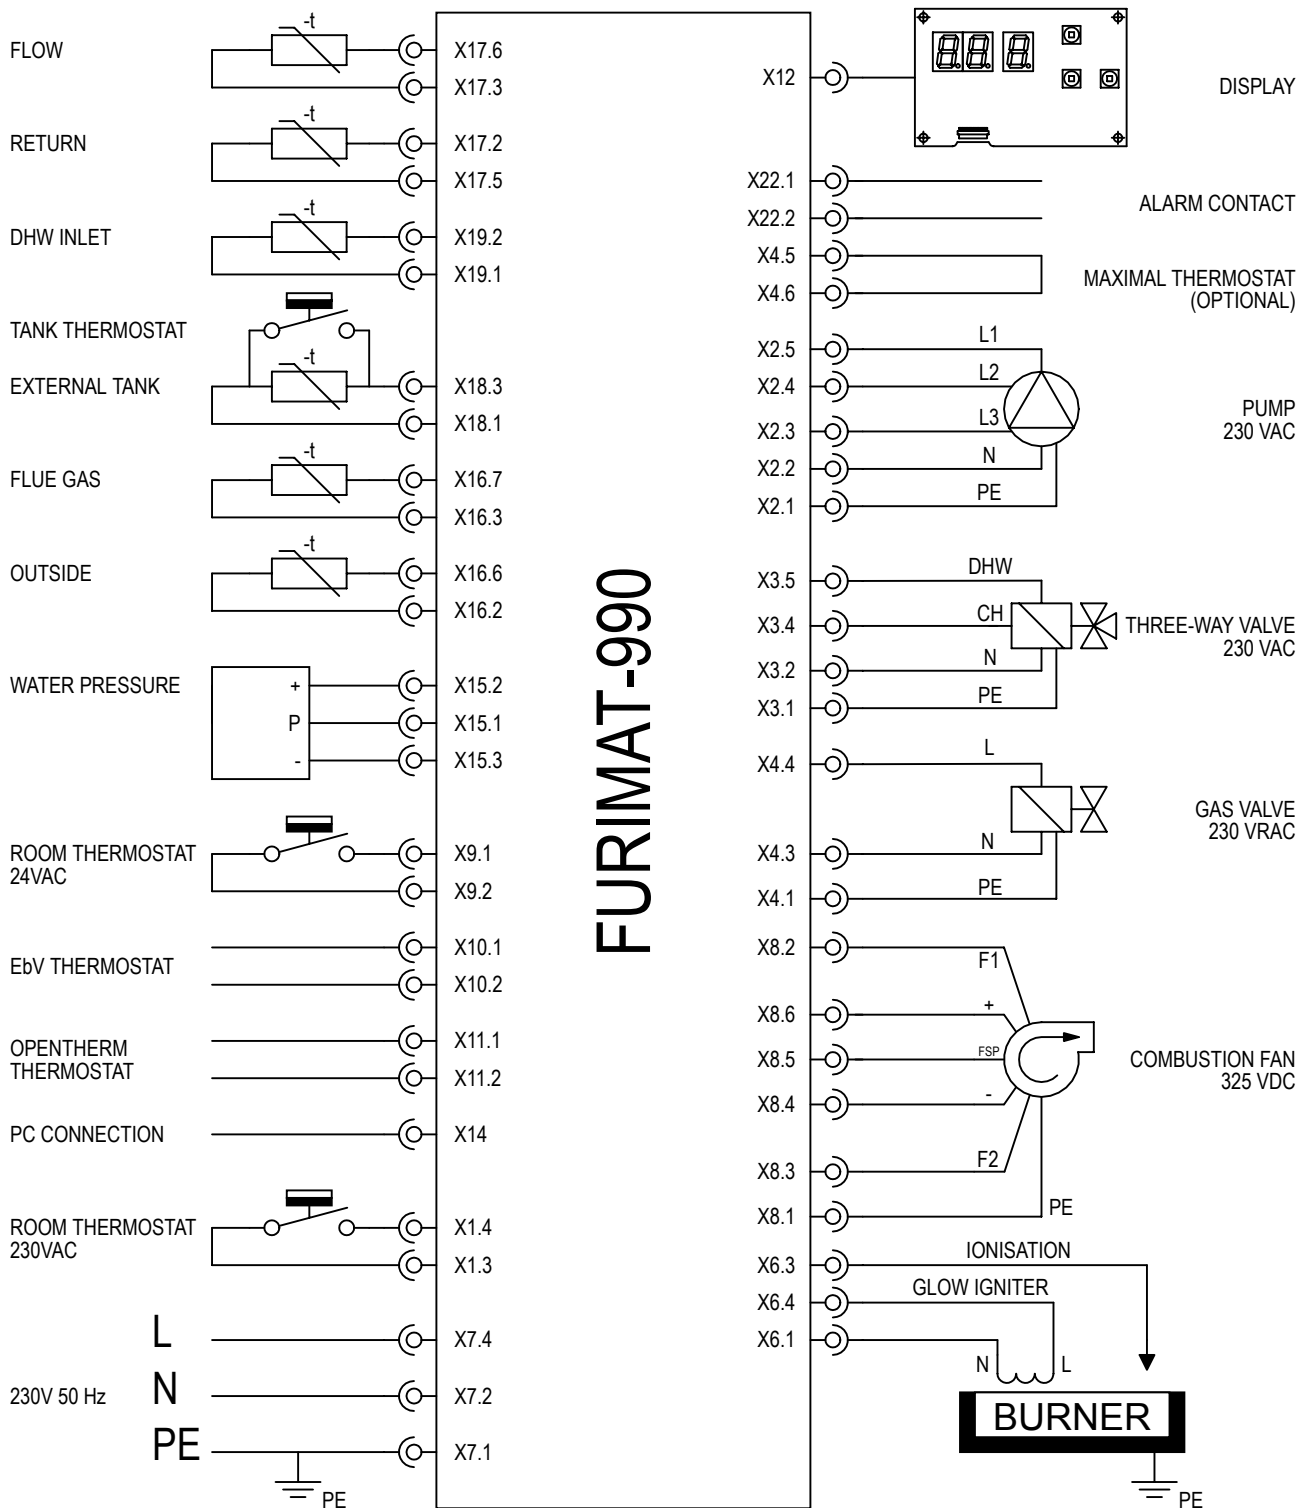 FLOW
-t
X17.6
X17.3
RETURN
-t
X17.2
X17.5
DHW INLET
-t
X19.2
X19.1
TANK THERMOSTAT
EXTERNAL TANK
-t
X18.3
X18.1
FLUE GAS
-t
X16.7
X16.3
OUTSIDE
-t
X16.6
X16.2
WATER PRESSURE
+
X15.2
P
X15.1
-
X15.3
ROOM THERMOSTAT
24VAC
X9.1
X9.2
EbV THERMOSTAT
X10.1
X10.2
OPENTHERM
THERMOSTAT
X11.1
X11.2
PC CONNECTION
X14
ROOM THERMOSTAT
230VAC
X1.4
X1.3
L
X7.4
230V 50 Hz
N
X7.2
PE
X7.1
PE
FURIMAT-990
X12
8.8. 8.
DISPLAY
X22.1
X22.2
ALARM CONTACT
X4.5
X4.6
MAXIMAL THERMOSTAT
(OPTIONAL)
X2.5
L1
X2.4
L2
X2.3
L3
X2.2
N
X2.1
PE
PUMP
230 VAC
X3.5
DHW
X3.4
CH
X3.2
N
X3.1
PE
THREE-WAY VALVE
230 VAC
X4.4
L
X4.3
N
X4.1
PE
GAS VALVE
230 VRAC
X8.2
F1
X8.6
+
X8.5
FSP
X8.4
-
X8.3
F2
X8.1
PE
COMBUSTION FAN
325 VDC
X6.3
IONISATION
X6.4
GLOW IGNITER
X6.1
N
L
BURNER
PE